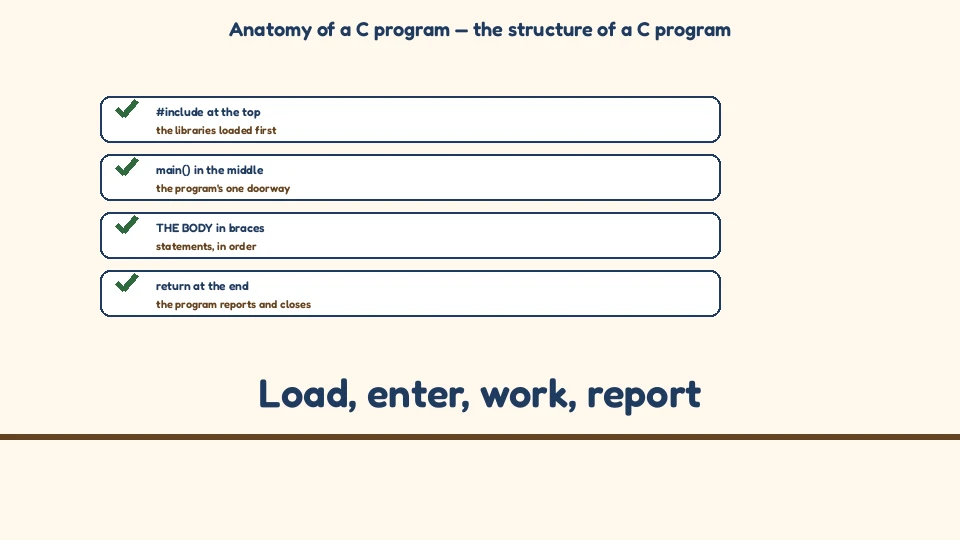 Anatomy of a C program — the structure of a C program
#include at the top
the libraries loaded first
main() in the middle
the program's one doorway
THE BODY in braces
statements, in order
return at the end
the program reports and closes
Load, enter, work, report